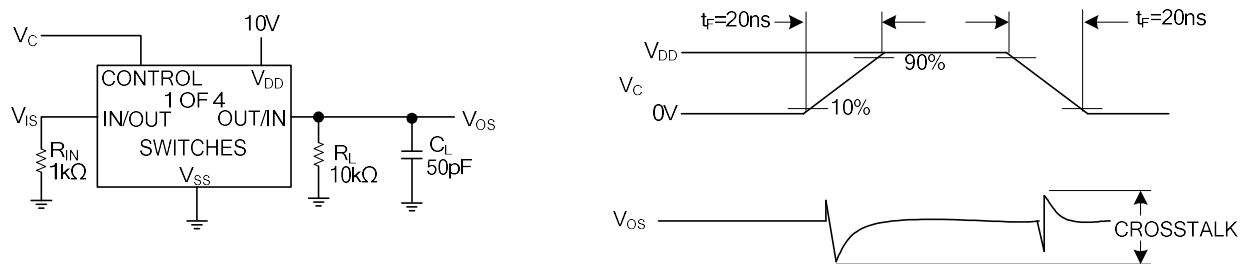 V_C
10V
CONTROL
V_DD
1 OF 4
V_IS
IN/OUT
OUT/IN
V_OS
SWITCHES
R_IN
1kΩ
V_SS
R_L
10kΩ
C_L
50pF
t_F=20ns
t_F=20ns
V_DD
90%
V_C
10%
0V
V_OS
CROSSTALK